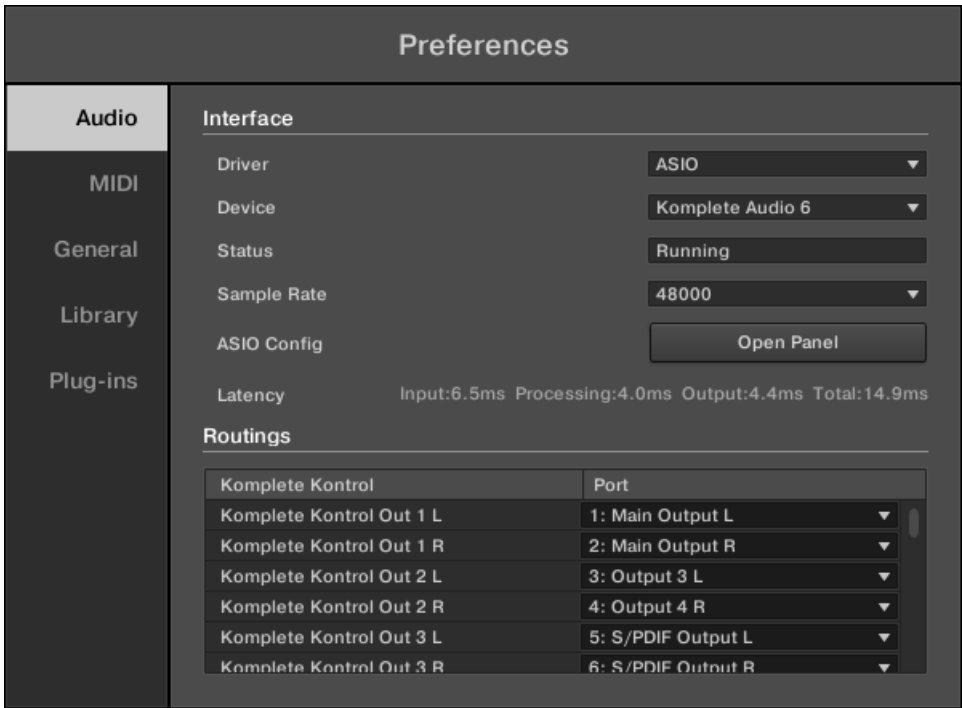 Preferences
Audio
MIDI
General
Library
Plug-ins
Interface
Driver ASIO
Device Komplete Audio 6
Status Running
Sample Rate 48000
ASIO Config Open Panel
Latency Input:6.5ms Processing:4.0ms Output:4.4ms Total:14.9ms
Routings
Komplete Kontrol Port
Komplete Kontrol Out 1 L 1: Main Output L
Komplete Kontrol Out 1 R 2: Main Output R
Komplete Kontrol Out 2 L 3: Output 3 L
Komplete Kontrol Out 2 R 4: Output 4 R
Komplete Kontrol Out 3 L 5: S/PDIF Output L
Komplete Kontrol Out 3 R 6: S/PDIF Output R